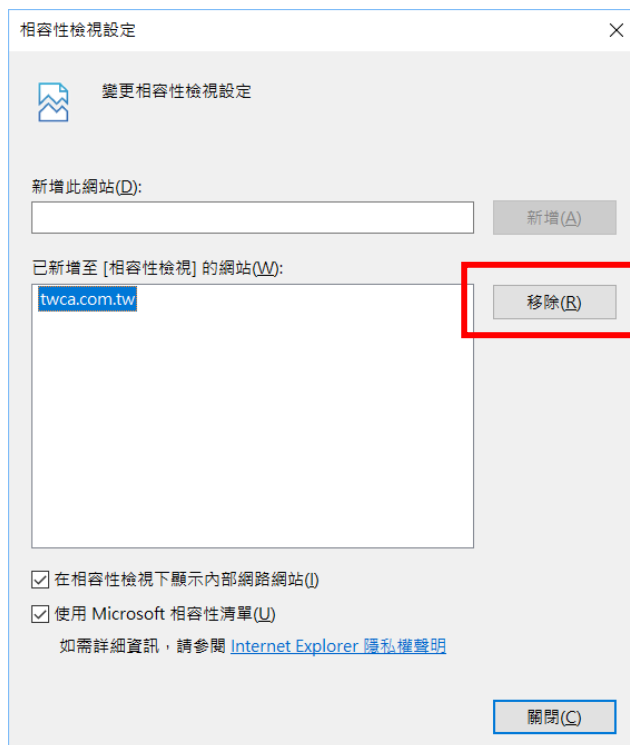 相容性檢視設定
變更相容性檢視設定
新增此網站(D):
新增(A)
已新增至 [相容性檢視] 的網站(W):
twca.com.tw
移除(R)
在相容性檢視下顯示內部網路網站(I)
使用 Microsoft 相容性清單(U)
如需詳細資訊，請參閱 Internet Explorer 隱私權聲明
關閉(C)